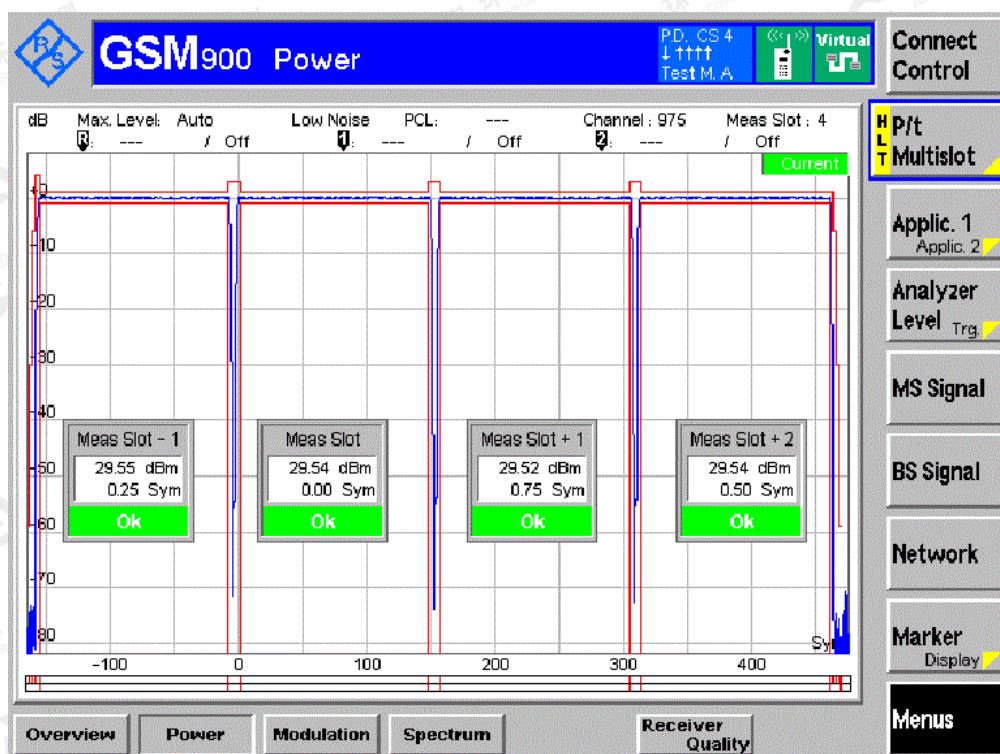 R S
GSM900 Power
P.D. CS 4
Test M. A
Virtual
Connect Control
dB Max. Level: Auto Low Noise PCL: --- Channel : 975 Meas Slot : 4
R: --- / Off 1: --- / Off 2: --- / Off
Current
H L T
P/t Multislot
Applic. 1
Applic. 2
Analyzer Level Trg.
MS Signal
BS Signal
Network
Marker
Display
Menus
+0
-10
-20
-30
-40
-50
-60
-70
-80
Meas Slot - 1
29.55 dBm
0.25 Sym
Ok
Meas Slot
29.54 dBm
0.00 Sym
Ok
Meas Slot + 1
29.52 dBm
0.75 Sym
Ok
Meas Slot + 2
29.54 dBm
0.50 Sym
Ok
-100 0 100 200 300 400
Overview Power Modulation Spectrum Receiver Quality